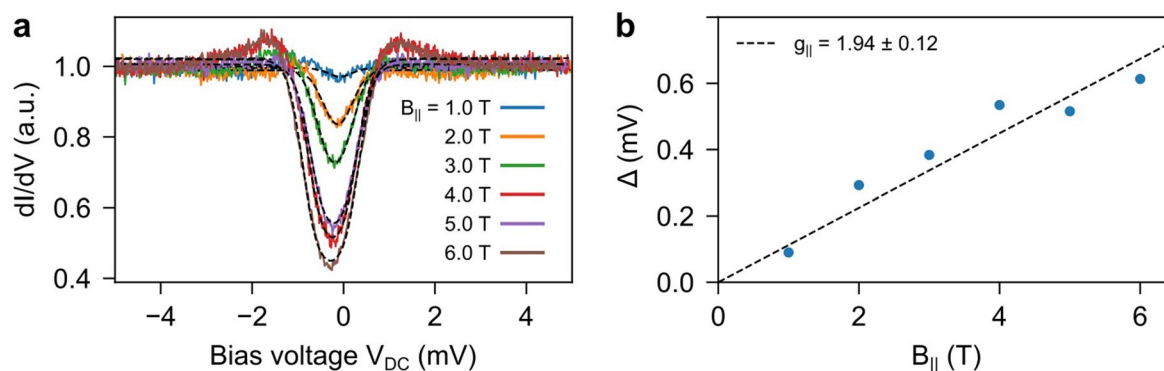 a
dI/dV (a.u.)
1.0
0.8
0.6
0.4
B|| = 1.0 T
2.0 T
3.0 T
4.0 T
5.0 T
6.0 T
−4
−2
0
2
4
Bias voltage VDC (mV)
b
Δ (mV)
0.6
0.4
0.2
0.0
g|| = 1.94 ± 0.12
0
2
4
6
B|| (T)